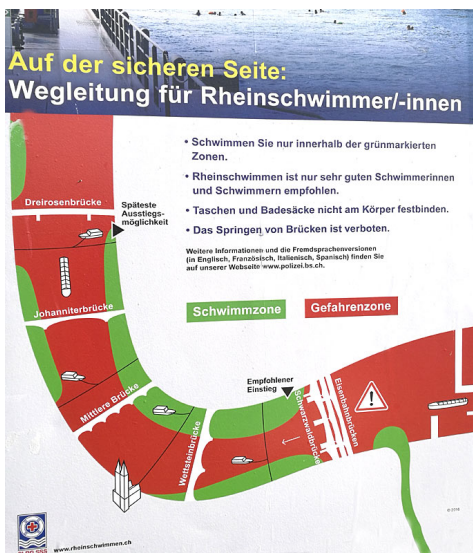 Auf der sicheren Seite:
Wegleitung für Rheinschwimmer/-innen
• Schwimmen Sie nur innerhalb der grünmarkierten
Zonen.
• Rheinschwimmen ist nur sehr guten Schwimmerinnen
und Schwimmern empfohlen.
• Taschen und Badesäcke nicht am Körper festbinden.
• Das Springen von Brücken ist verboten.
Weitere Informationen und die Fremdsprachenversionen
(in Englisch, Französisch, Italienisch, Spanisch) finden Sie
auf unserer Webseite www.polizei.bs.ch.
Schwimmzone
Gefahrenzone
Dreirosenbrücke
Späteste
Ausstiegs-
möglichkeit
Johanniterbrücke
Mittlere Brücke
Wettsteinbrücke
Empfohlener
Einstieg
Schwarzwaldbrücke
Eisenbahnbrücken
!
www.rheinschwimmen.ch